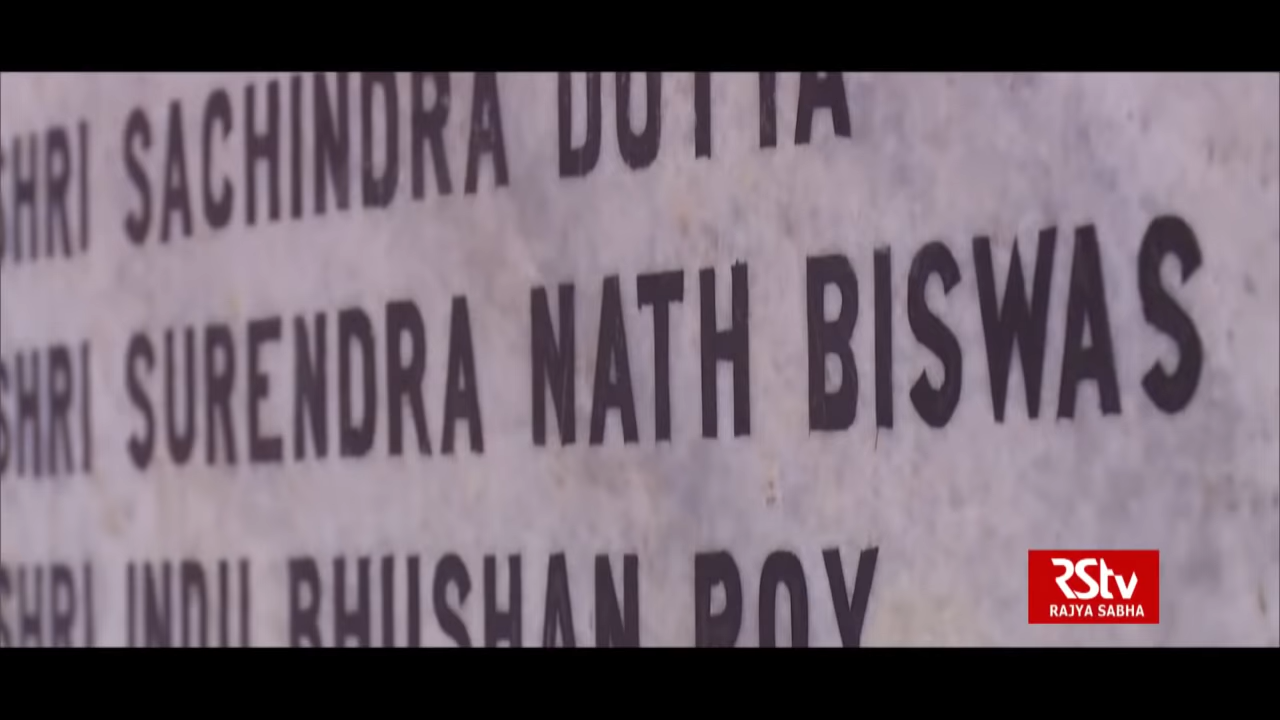 SHRI SACHINDRA DUTTA
SHRI SURENDRA NATH BISWAS
SHRI INDU BHUSHAN ROY
RStv
RAJYA SABHA